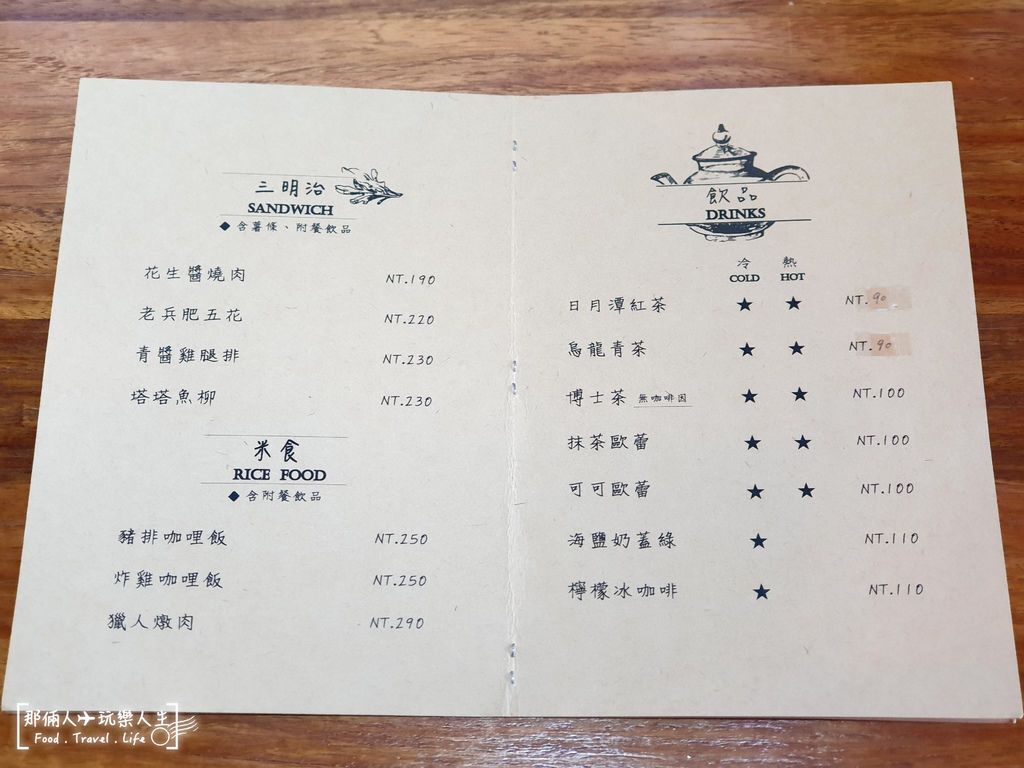 三明治
SANDWICH
◆ 含薯條、附餐飲品
花生醬燒肉 NT.190
老兵肥五花 NT.220
青醬雞腿排 NT.230
塔塔魚柳 NT.230
米食
RICE FOOD
◆ 含附餐飲品
豬排咖哩飯 NT.250
炸雞咖哩飯 NT.250
獵人燉肉 NT.290
飲品
DRINKS
冷 熱
COLD HOT
日月潭紅茶 ★ ★ NT.90
烏龍青茶 ★ ★ NT.90
博士茶 無咖啡因 ★ ★ NT.100
抹茶歐蕾 ★ ★ NT.100
可可歐蕾 ★ ★ NT.100
海鹽奶蓋綠 ★ NT.110
檸檬冰咖啡 ★ NT.110
那倆人✈玩樂人生
Food . Travel . Life